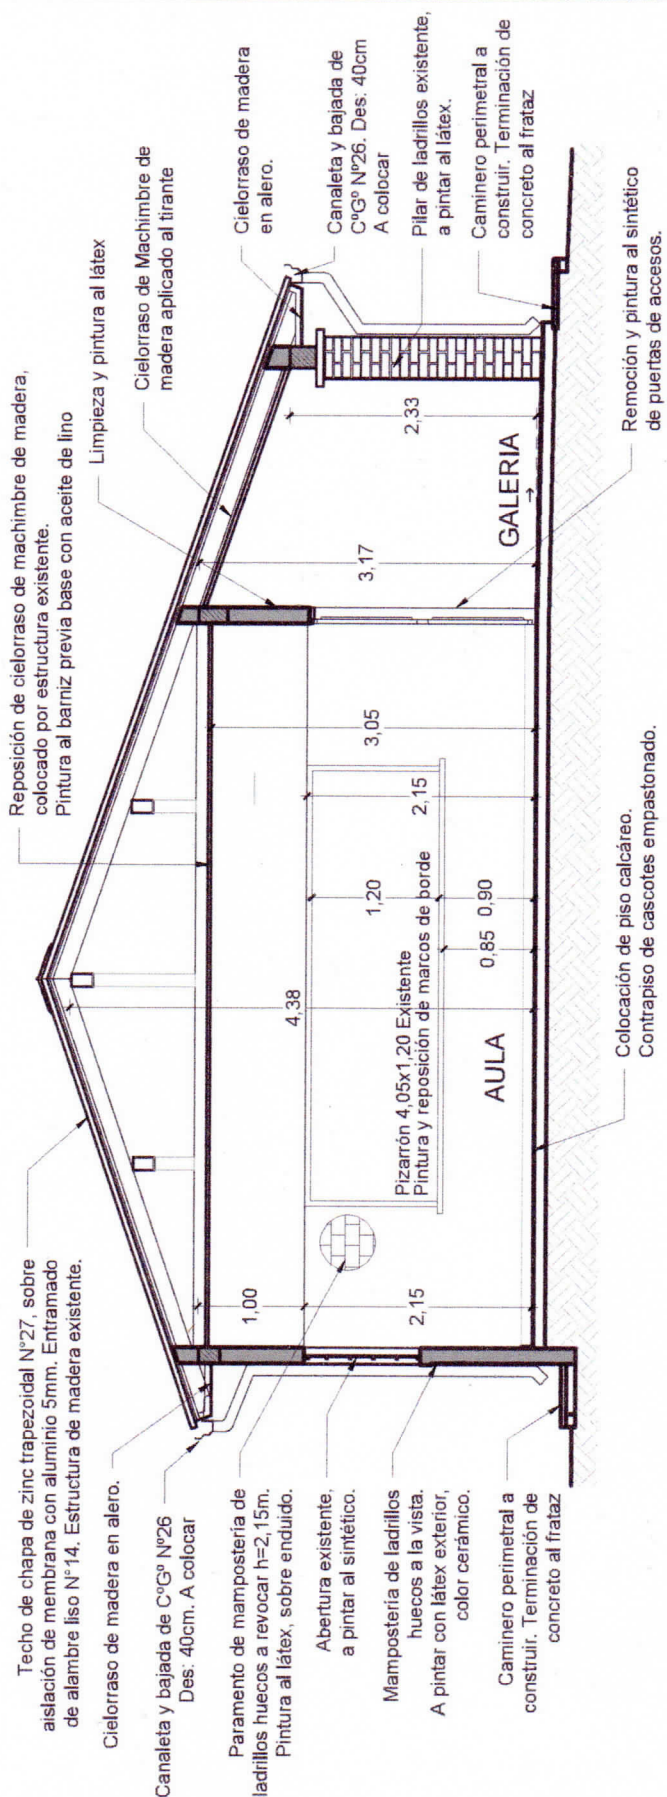 Techo de chapa de zinc trapezoidal N°27, sobre
aislación de membrana con aluminio 5mm. Entramado
de alambre liso N°14. Estructura de madera existente.
Cielorraso de madera en alero.
Canaleta y bajada de CºGº Nº26
Des: 40cm. A colocar
Paramento de mampostería de
ladrillos huecos a revocar h=2,15m.
Pintura al látex, sobre enduido.
Abertura existente,
a pintar al sintético.
Mampostería de ladrillos
huecos a la vista.
A pintar con látex exterior,
color cerámico.
Caminero perimetral a
construir. Terminación de
concreto al frataz
Reposición de cielorraso de machimbre de madera,
colocado por estructura existente.
Pintura al barniz previa base con aceite de lino
Limpieza y pintura al látex
Cielorraso de Machimbre de
madera aplicado al tirante
Cielorraso de madera
en alero.
Canaleta y bajada de
CºGº Nº26. Des: 40cm
A colocar
Pilar de ladrillos existente,
a pintar al látex.
Caminero perimetral a
construir. Terminación de
concreto al frataz
1,00
2,15
4,38
Pizarrón 4,05x1,20 Existente
Pintura y reposición de marcos de borde
1,20
0,85
0,90
2,15
3,05
3,17
2,33
AULA
GALERIA
Colocación de piso calcáreo.
Contrapiso de cascotes empastonado.
Remoción y pintura al sintético
de puertas de accesos.